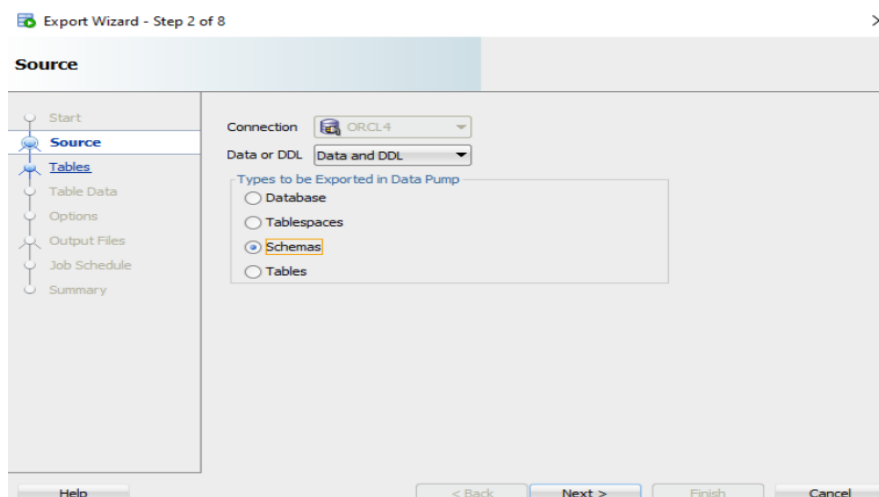 Export Wizard - Step 2 of 8
Source
Start
Source
Tables
Table Data
Options
Output Files
Job Schedule
Summary
Connection ORCL4
Data or DDL Data and DDL
Types to be Exported in Data Pump
Database
Tablespaces
Schemas
Tables
Help < Back Next > Finish Cancel